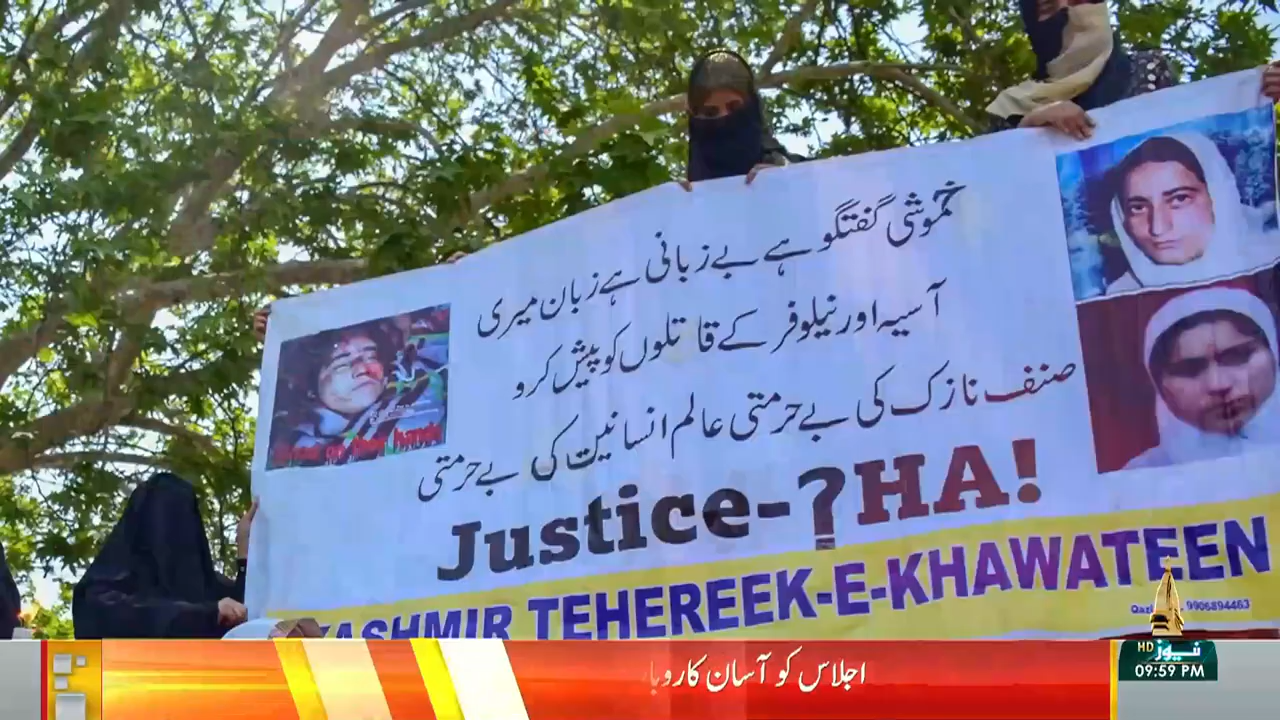 خموشی گفتگو ہے بے زبانی ہے زبان میری
آسیہ اور نیلوفر کے قاتلوں کو پیش کرو
صنف نازک کی بے حرمتی عالم انسانیت کی بے حرمتی
Justice-?HA!
KASHMIR TEHEREEK-E-KHAWATEEN
9906894463
اجلاس کو آسان کاروبا
HD نیوز
09:59 PM